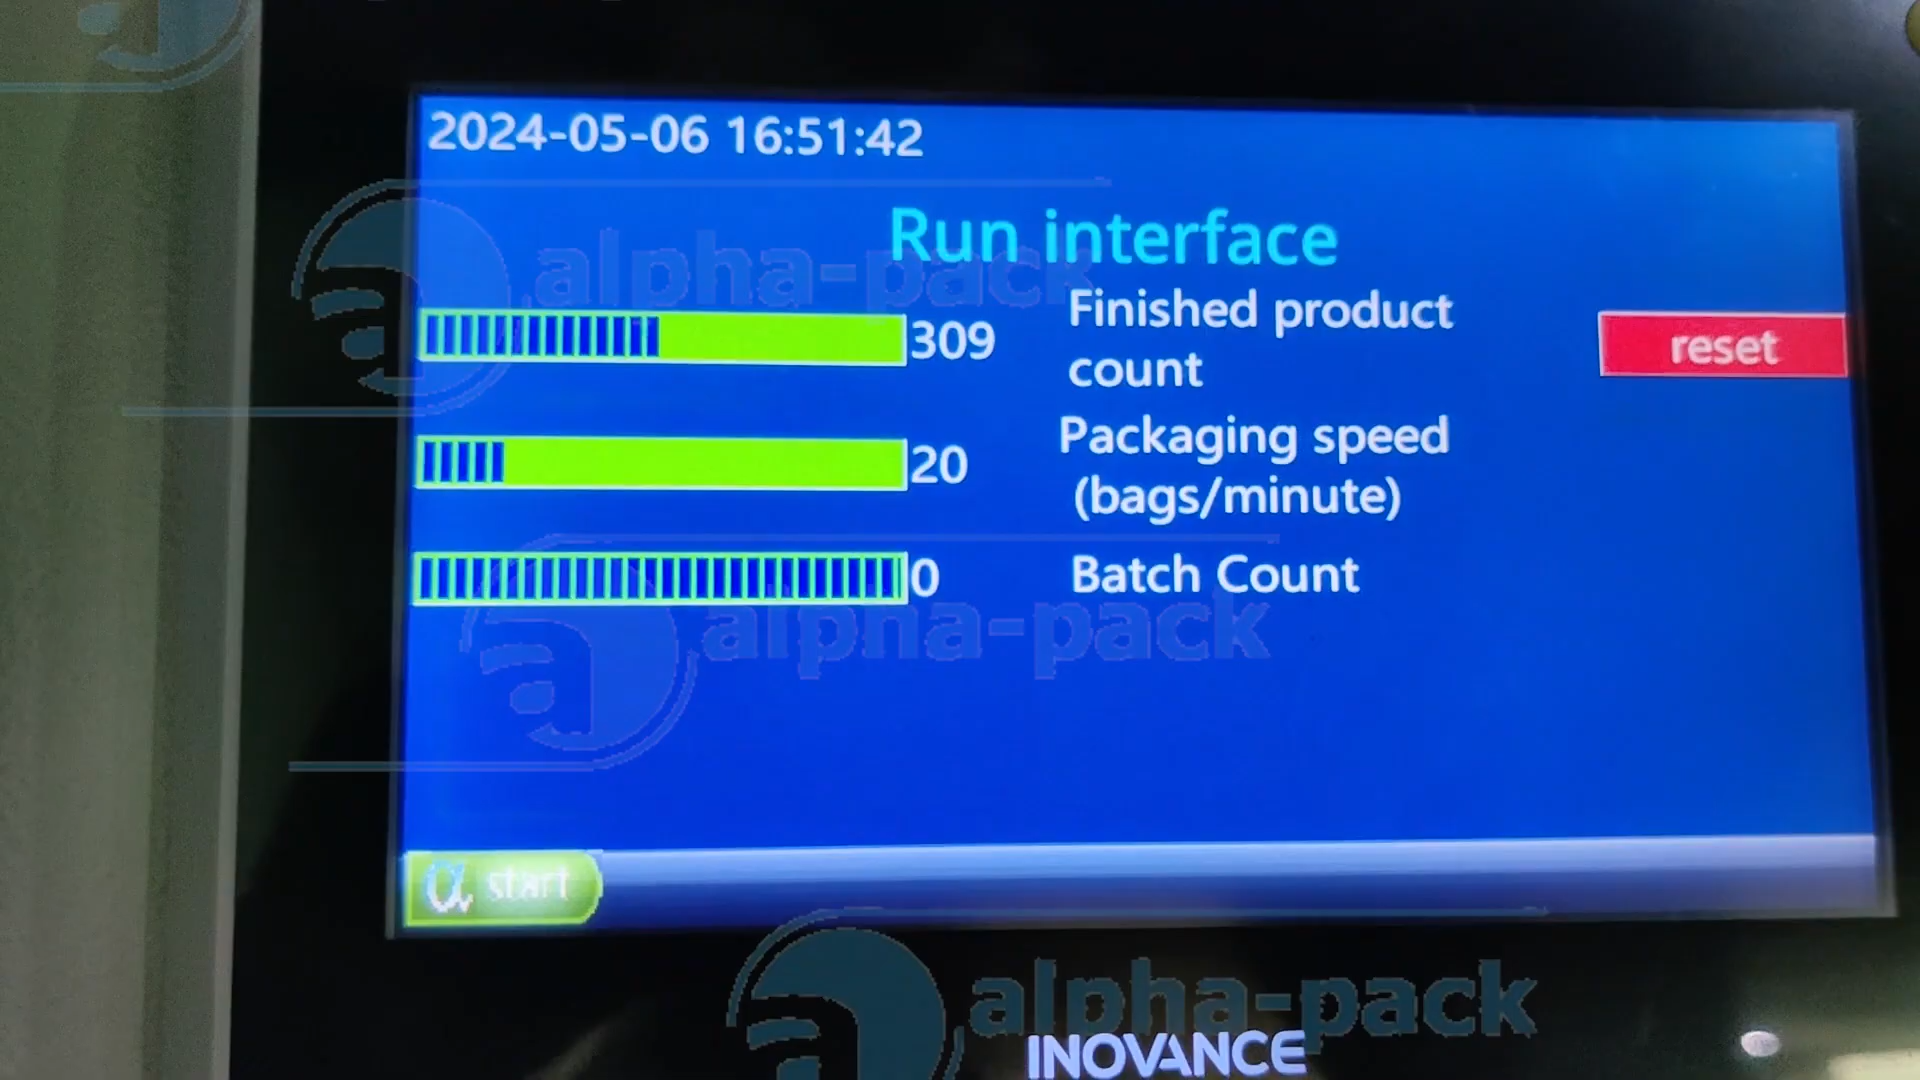 2024-05-06 16:51:42
Run interface
309
Finished product
count
reset
20
Packaging speed
(bags/minute)
0
Batch Count
start
alpha-pack
alpha-pack
alpha-pack
INOVANCE